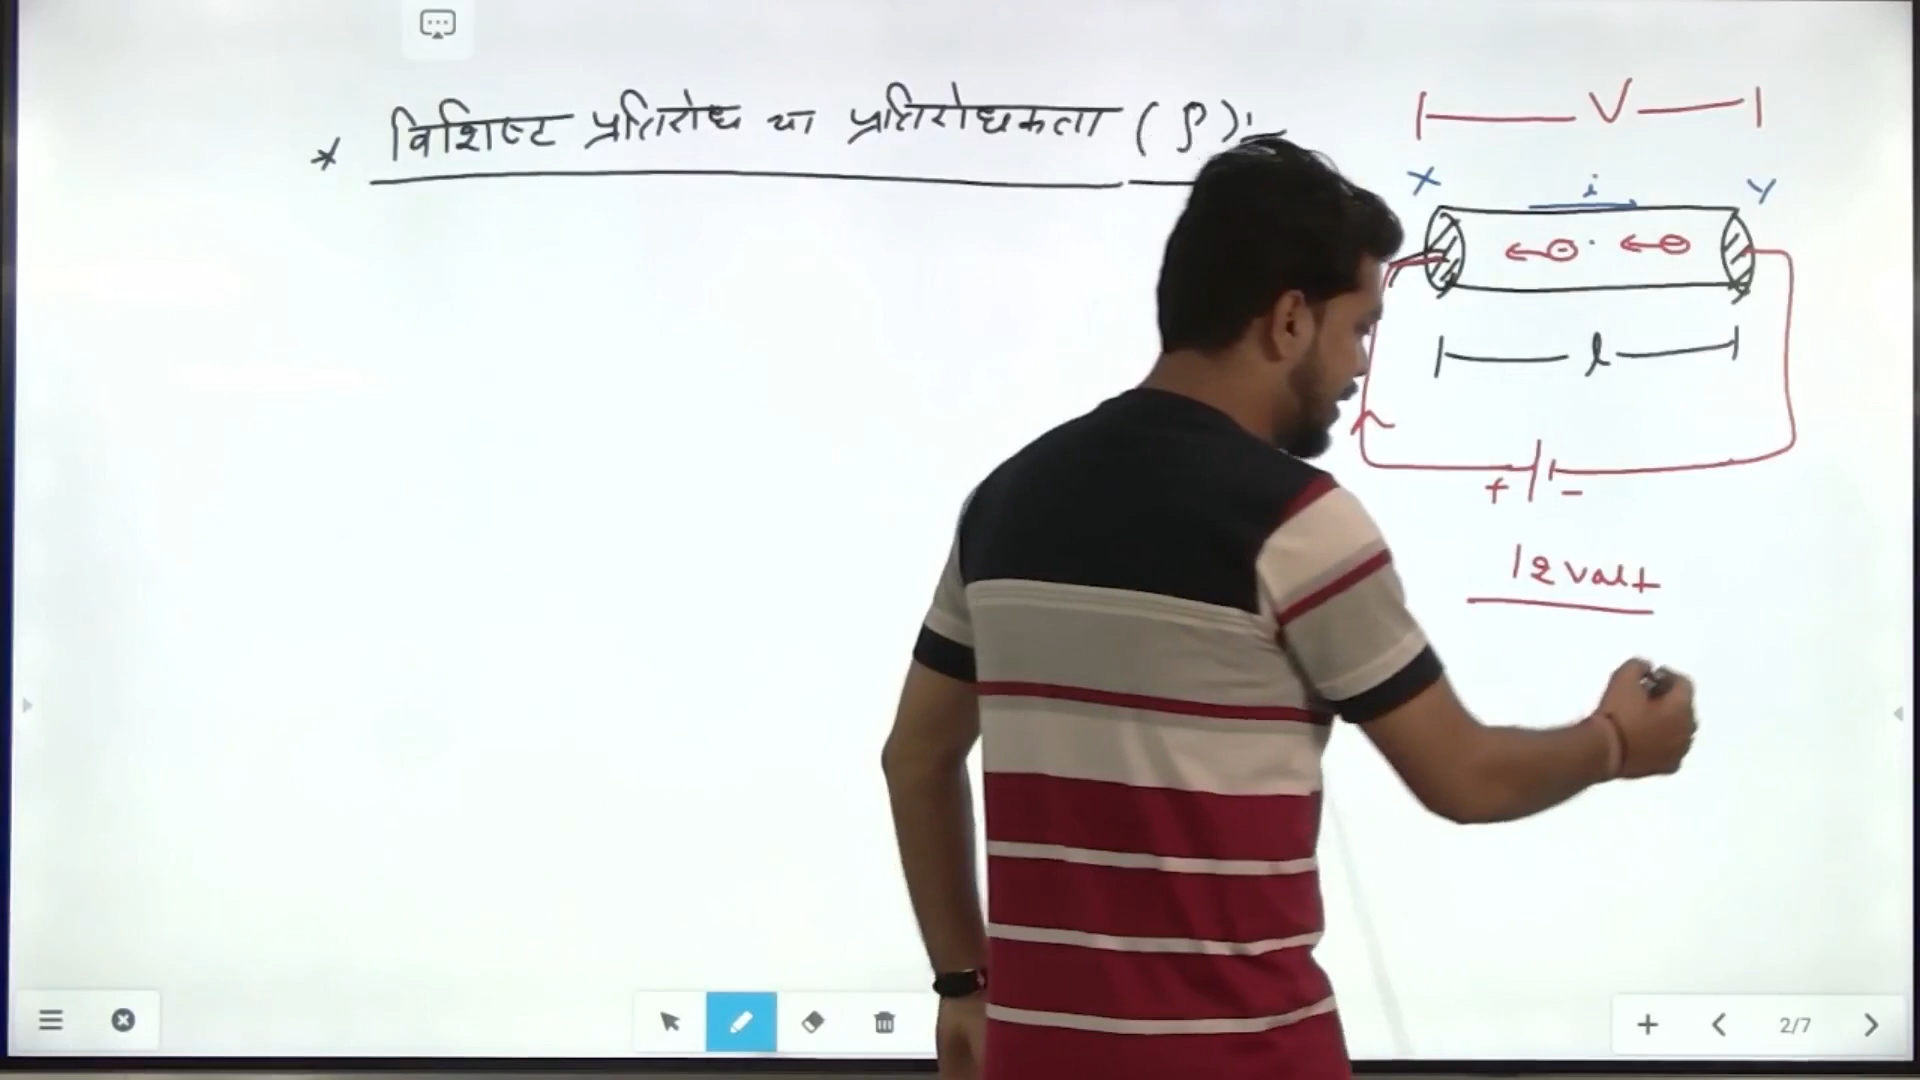 * विशिष्ट प्रतिरोध या प्रतिरोधकता (ρ):-
V
X i Y
l
+ -
12 Volt
2/7